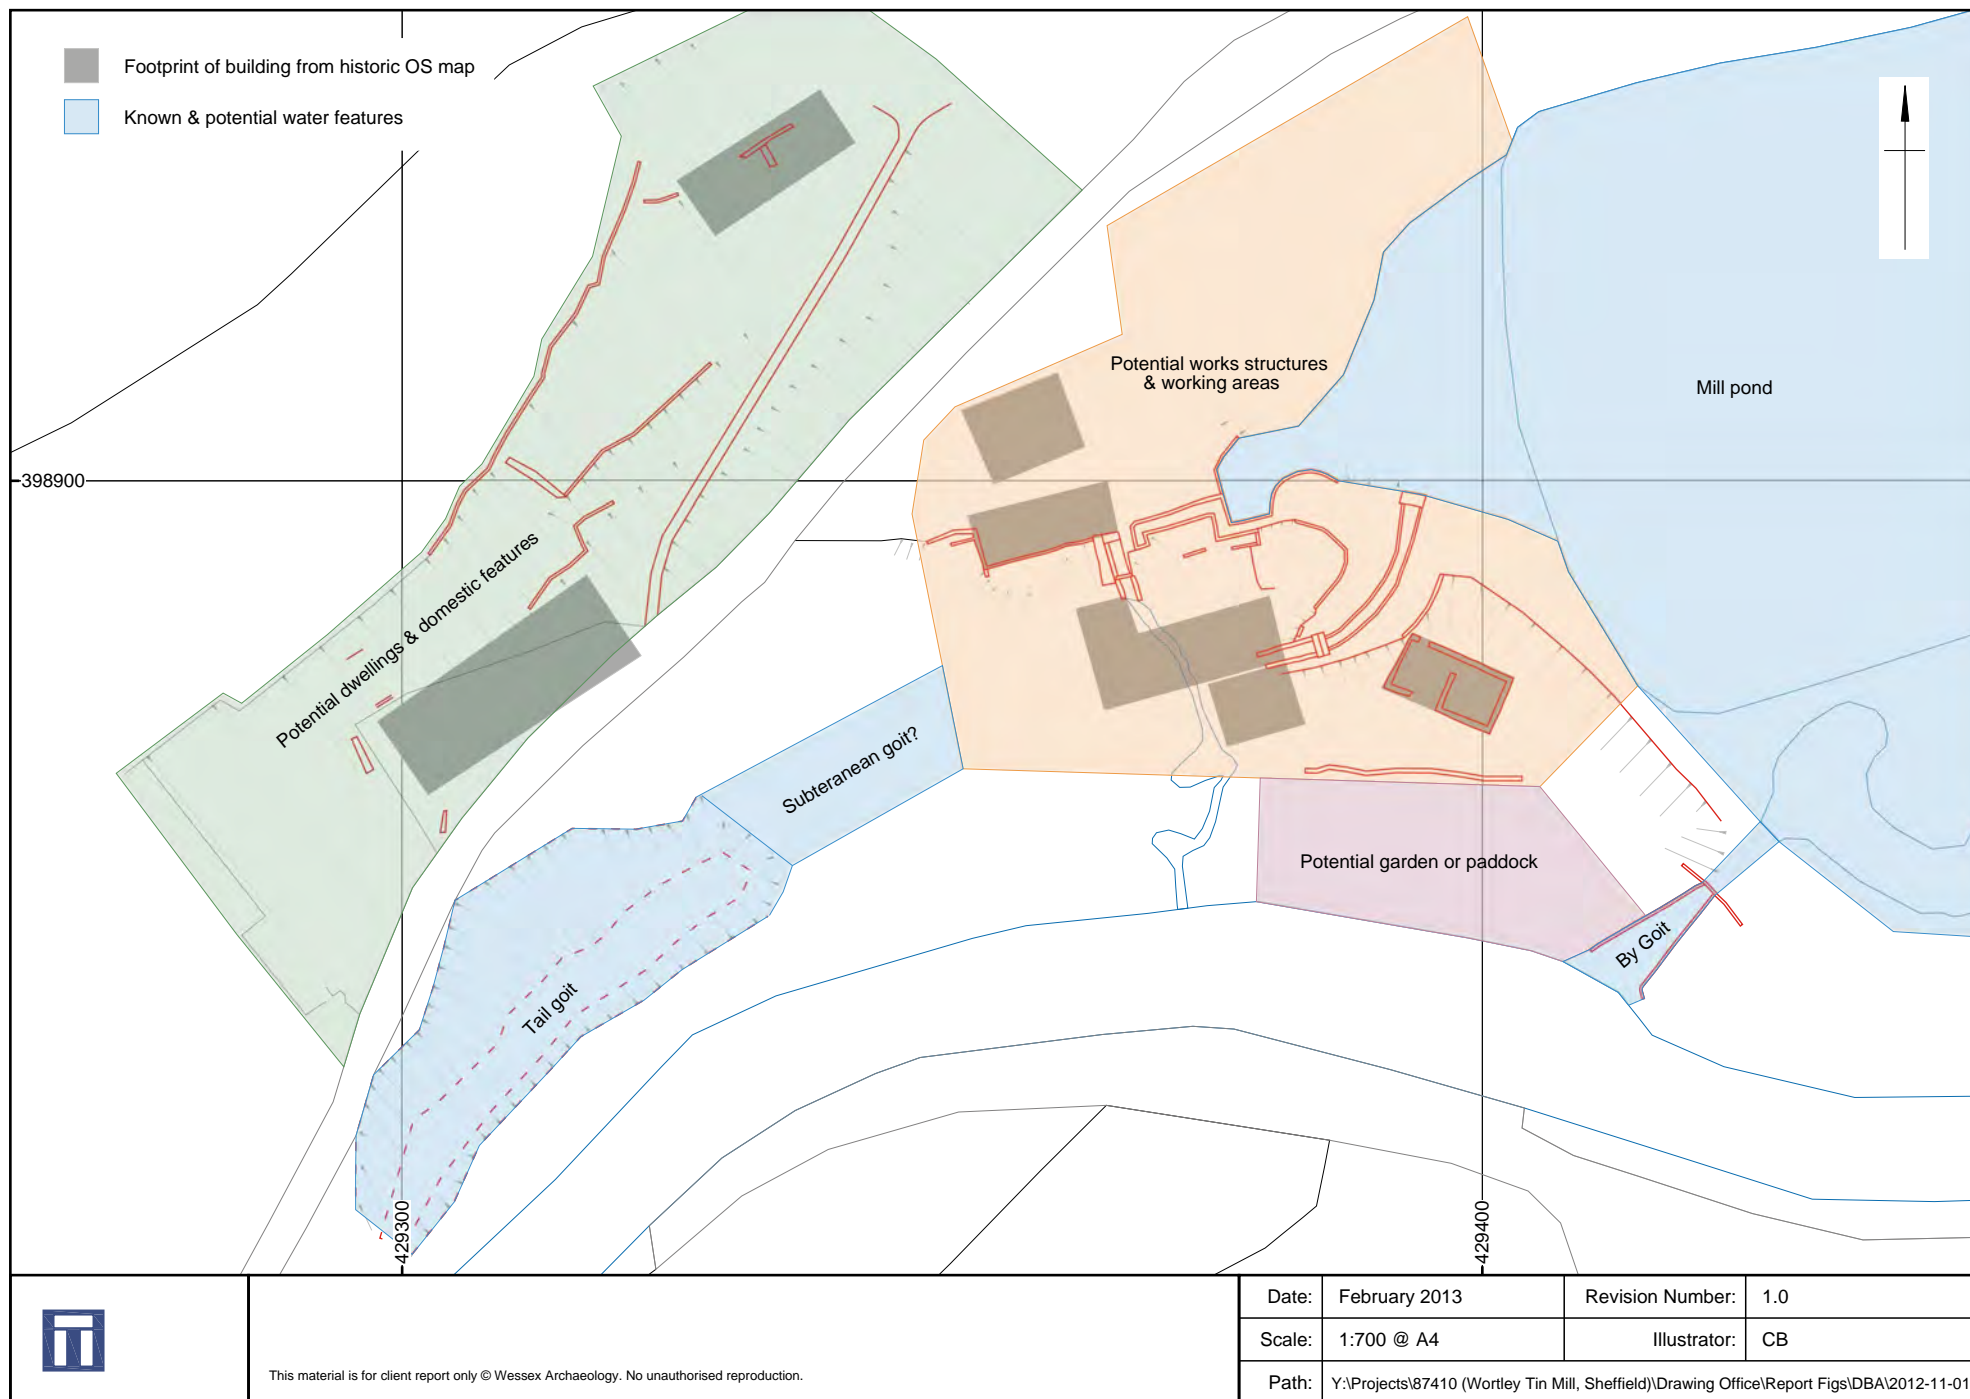 Footprint of building from historic OS map
Known & potential water features
Potential works structures
& working areas
Mill pond
398900
Potential dwellings & domestic features
Subteranean goit?
Potential garden or paddock
By Goit
Tail goit
429300
429400
Date: February 2013 Revision Number: 1.0
Scale: 1:700 @ A4 Illustrator: CB
This material is for client report only © Wessex Archaeology. No unauthorised reproduction.
Path: Y:\Projects\87410 (Wortley Tin Mill, Sheffield)\Drawing Office\Report Figs\DBA\2012-11-01